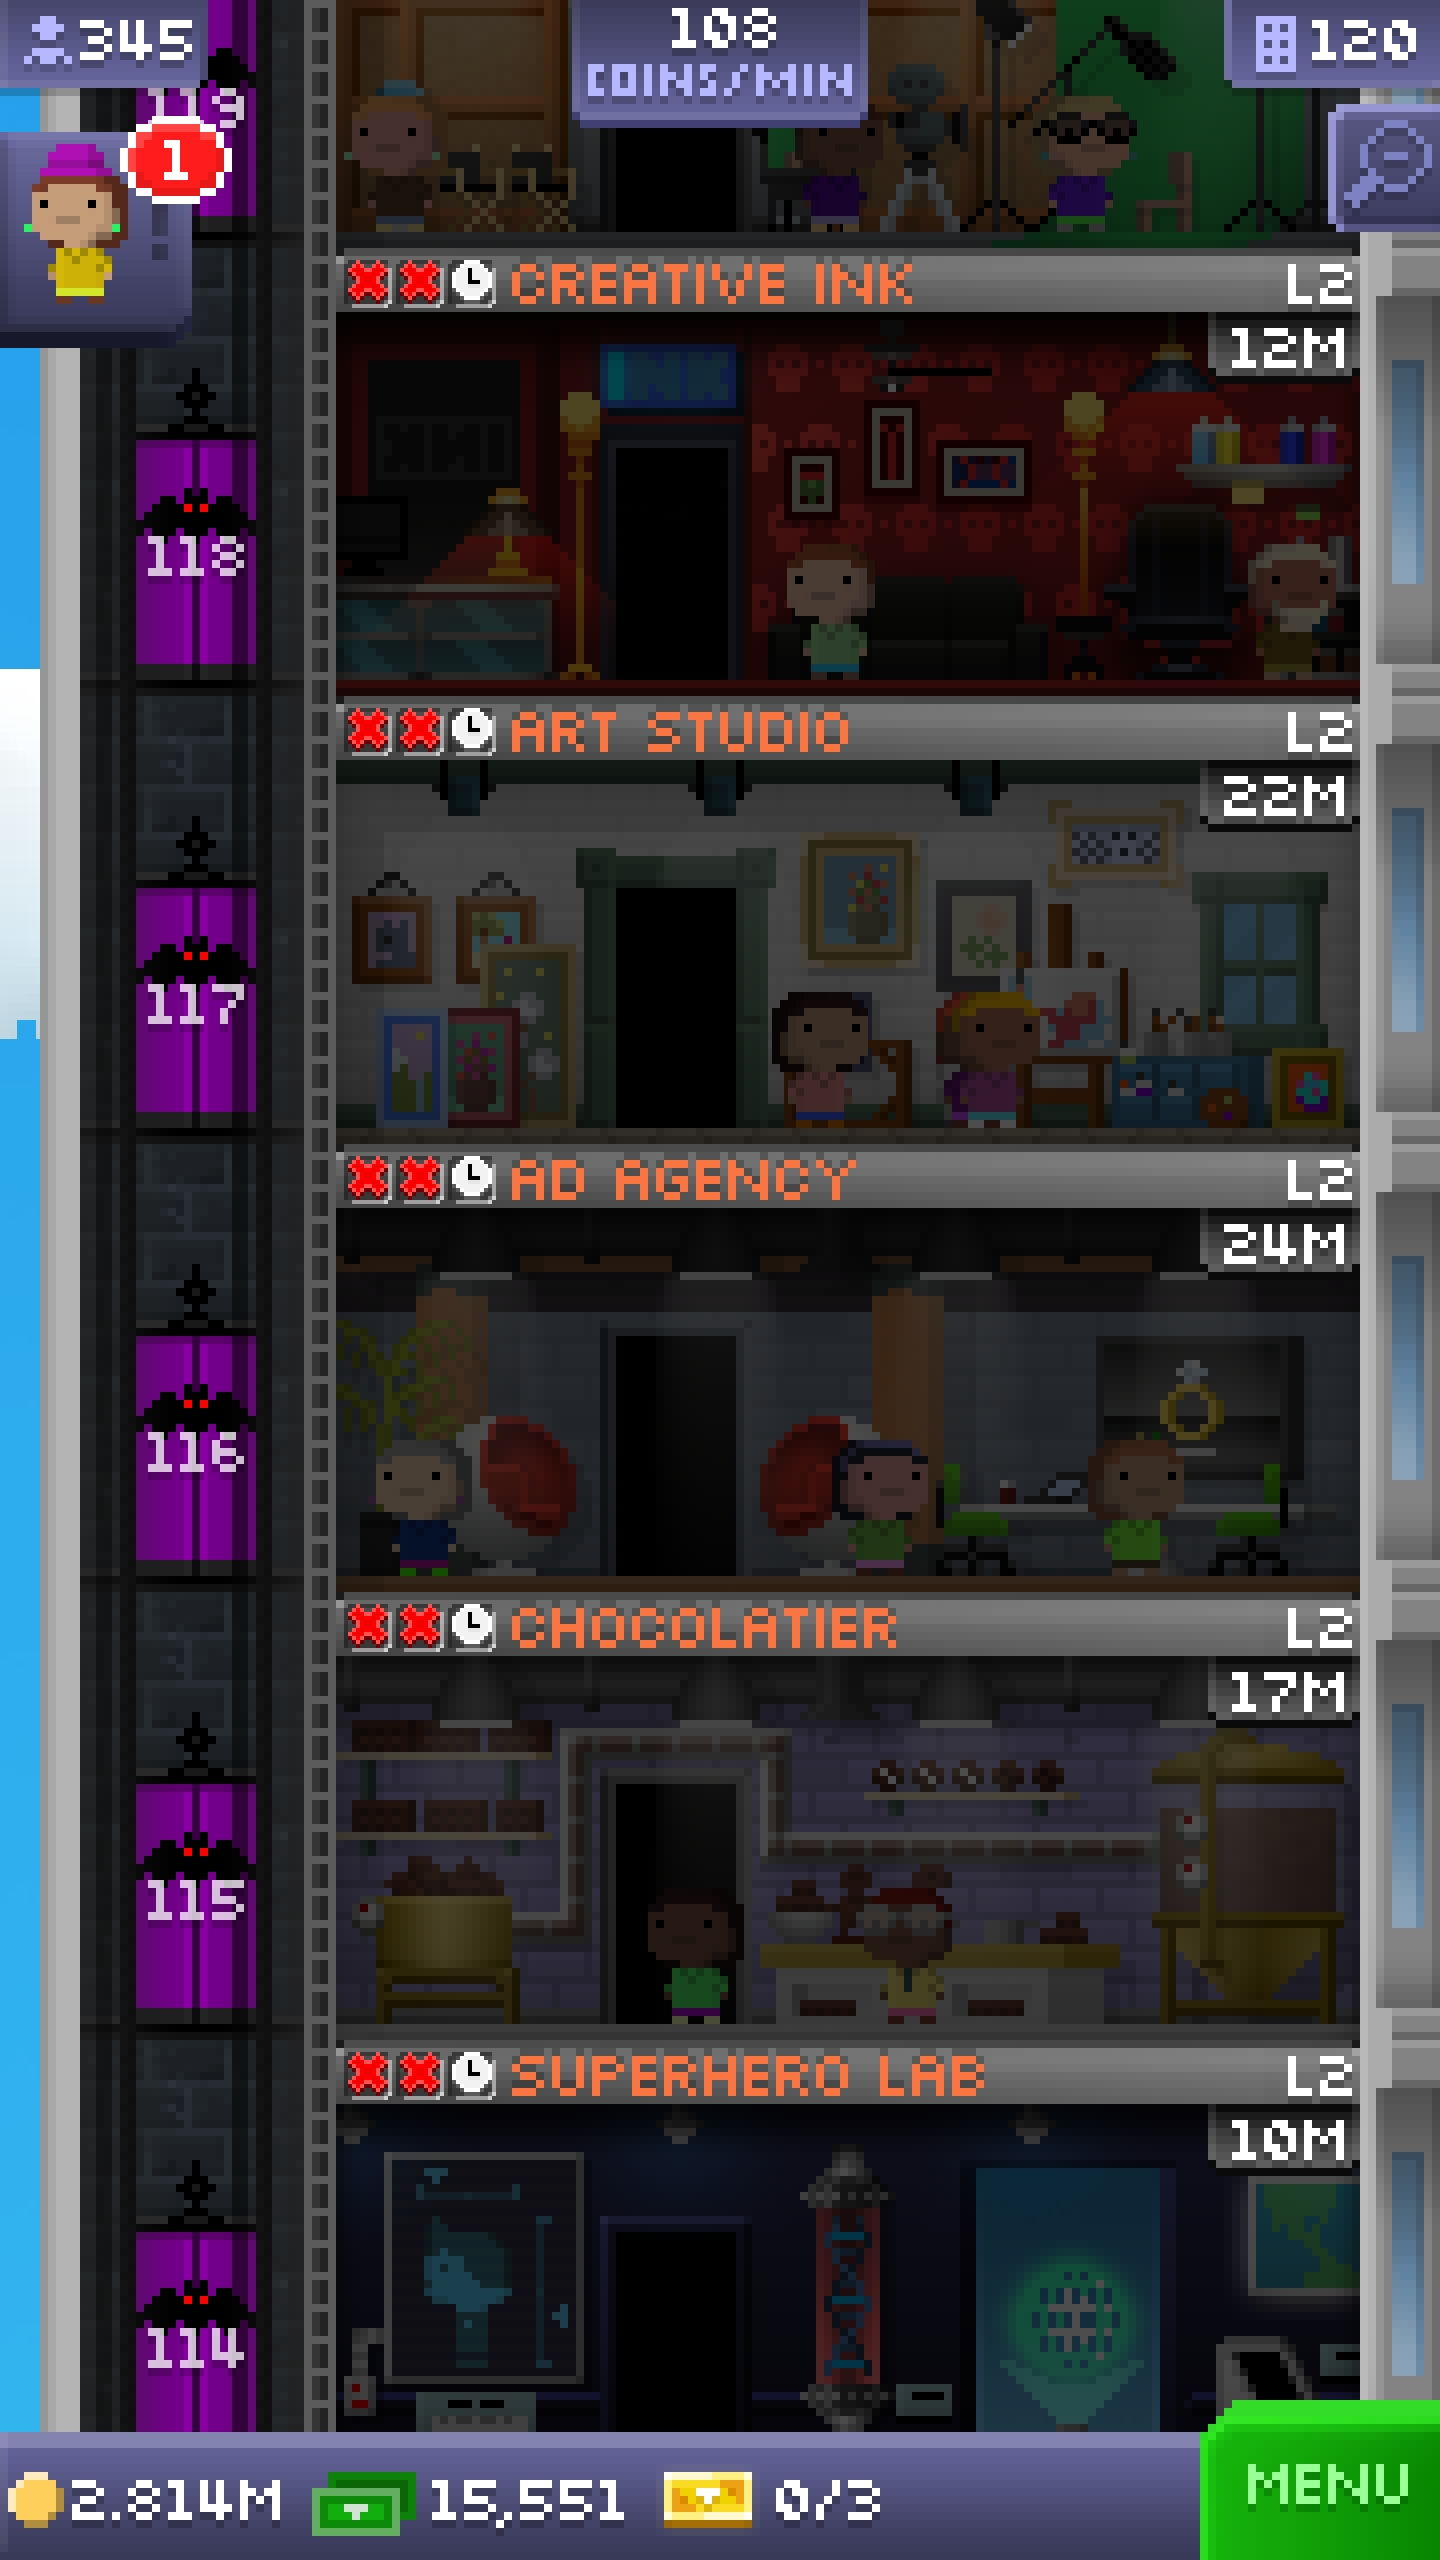 345
108
COINS/MIN
120
119
1
CREATIVE INK L2
12M
INK
118
ART STUDIO L2
22M
117
AD AGENCY L2
24M
116
CHOCOLATIER L2
17M
115
SUPERHERO LAB L2
10M
114
2.814M 15,551 0/3 MENU